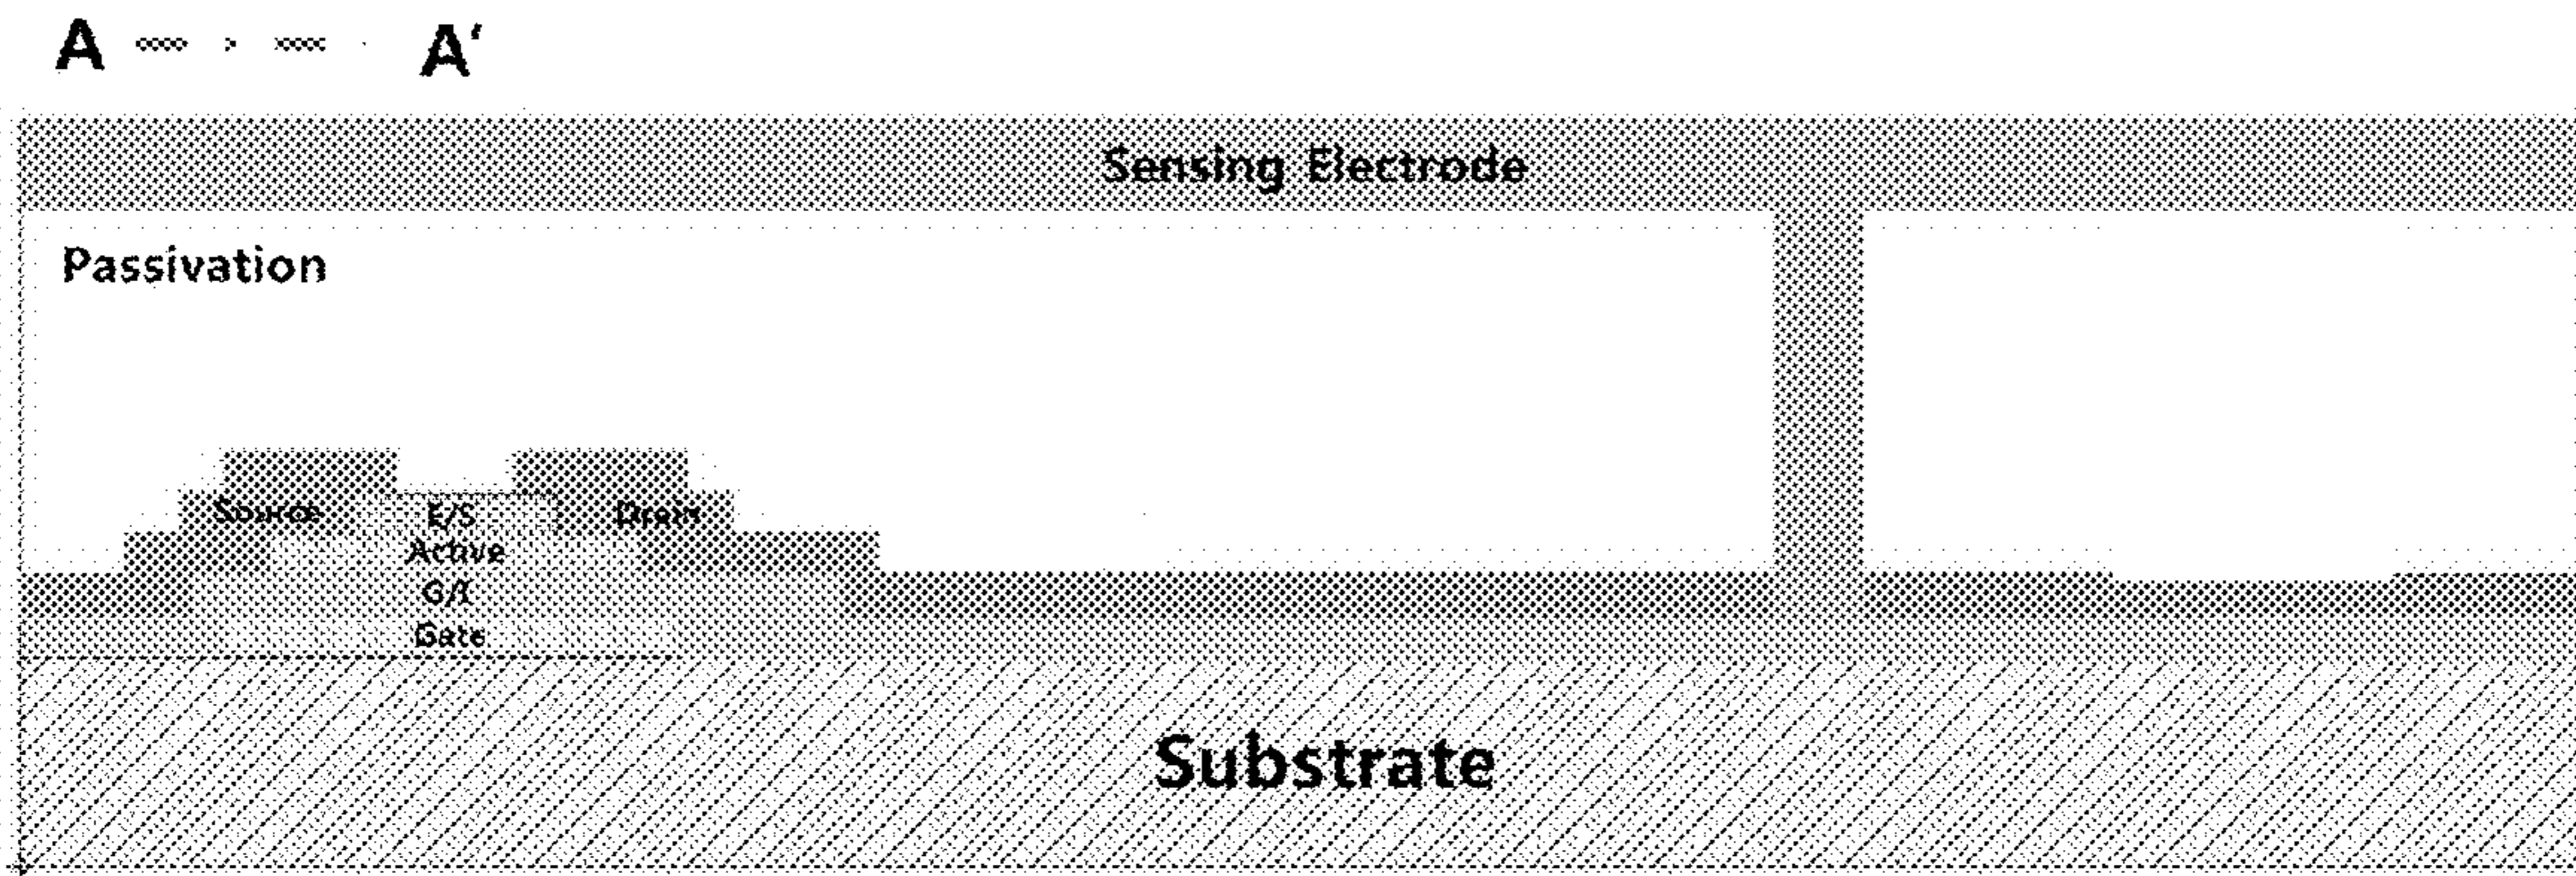 A A'
Sensing Electrode
Passivation
Source E/S Drain
Active
G/I
Gate
Substrate